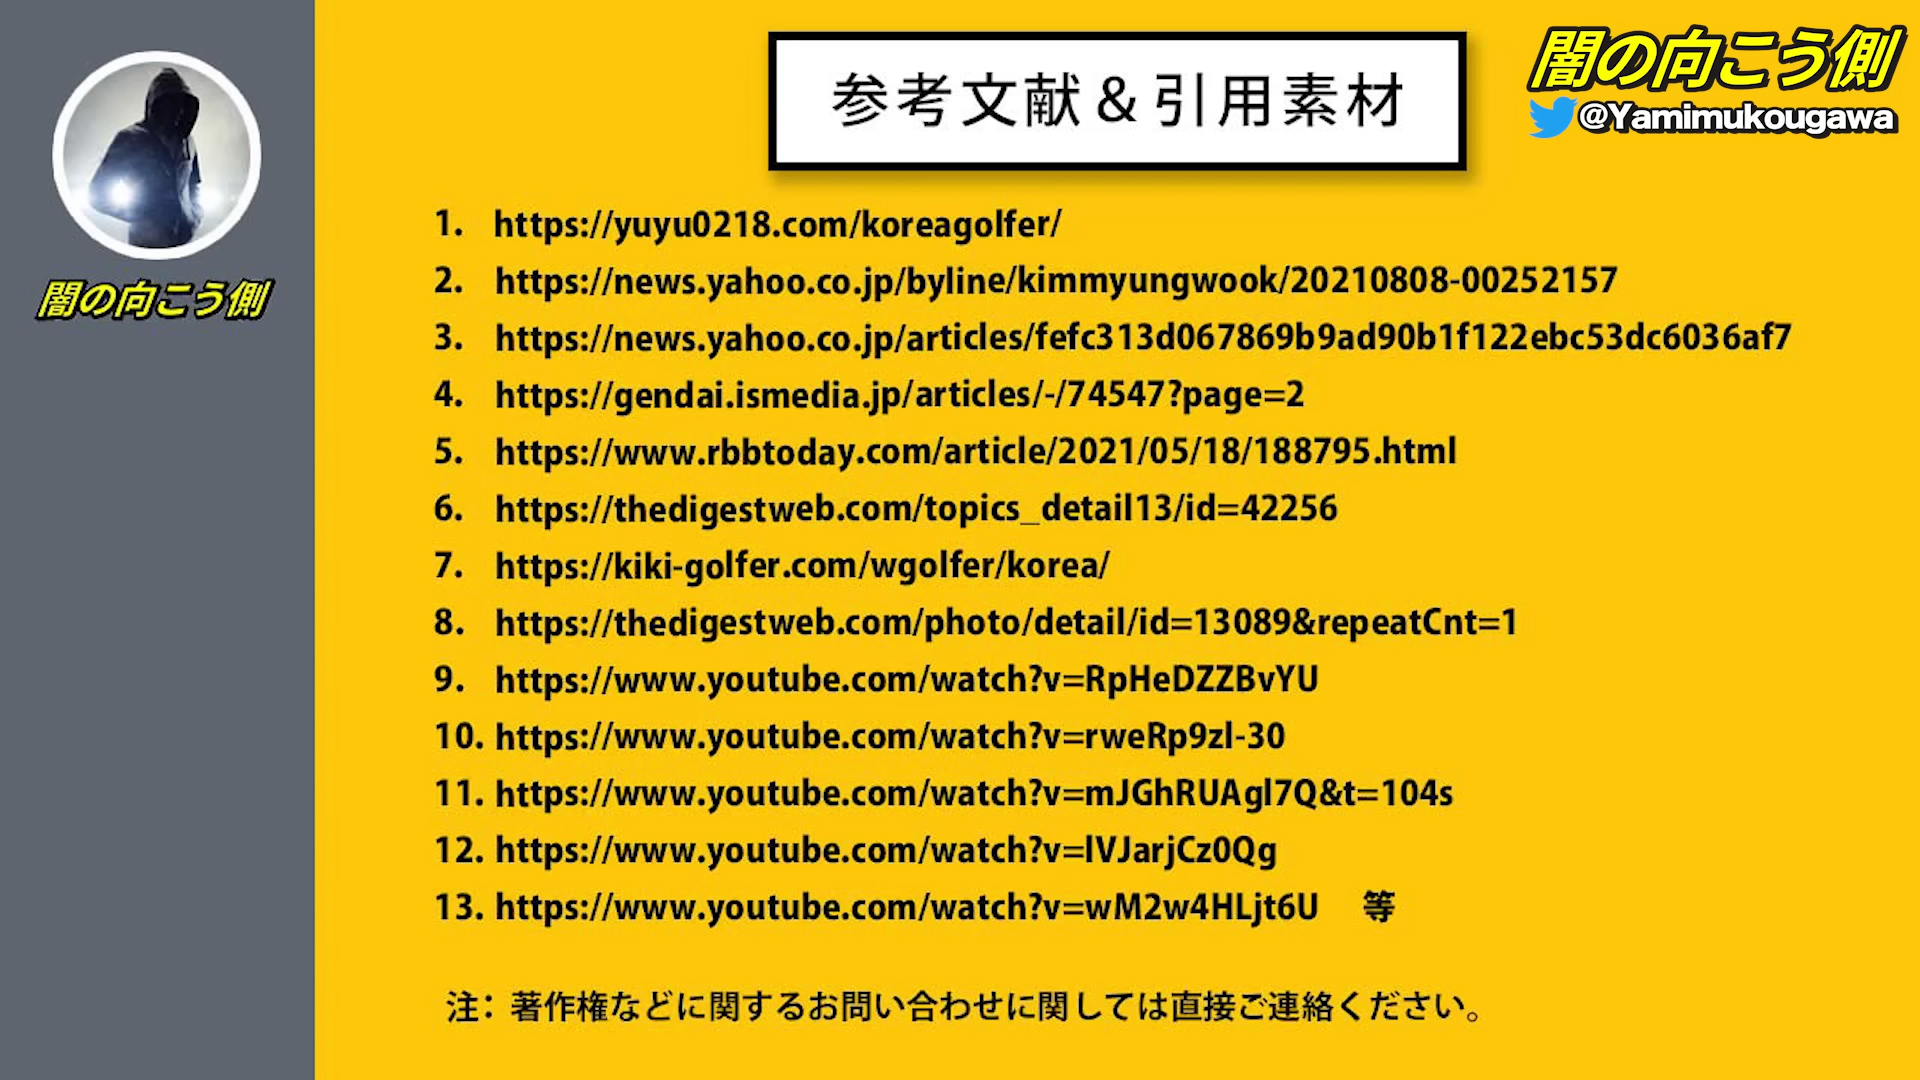 参考文献＆引用素材
闇の向こう側
@Yamimukougawa
闇の向こう側
1. https://yuyu0218.com/koreagolfer/
2. https://news.yahoo.co.jp/byline/kimmyungwook/20210808-00252157
3. https://news.yahoo.co.jp/articles/fefc313d067869b9ad90b1f122ebc53dc6036af7
4. https://gendai.ismedia.jp/articles/-/74547?page=2
5. https://www.rbbtoday.com/article/2021/05/18/188795.html
6. https://thedigestweb.com/topics_detail13/id=42256
7. https://kiki-golfer.com/wgolfer/korea/
8. https://thedigestweb.com/photo/detail/id=13089&repeatCnt=1
9. https://www.youtube.com/watch?v=RpHeDZZBvYU
10. https://www.youtube.com/watch?v=rweRp9zl-30
11. https://www.youtube.com/watch?v=mJGhRUAgl7Q&t=104s
12. https://www.youtube.com/watch?v=lVJarjCz0Qg
13. https://www.youtube.com/watch?v=wM2w4HLjt6U 等
注：著作権などに関するお問い合わせに関しては直接ご連絡ください。